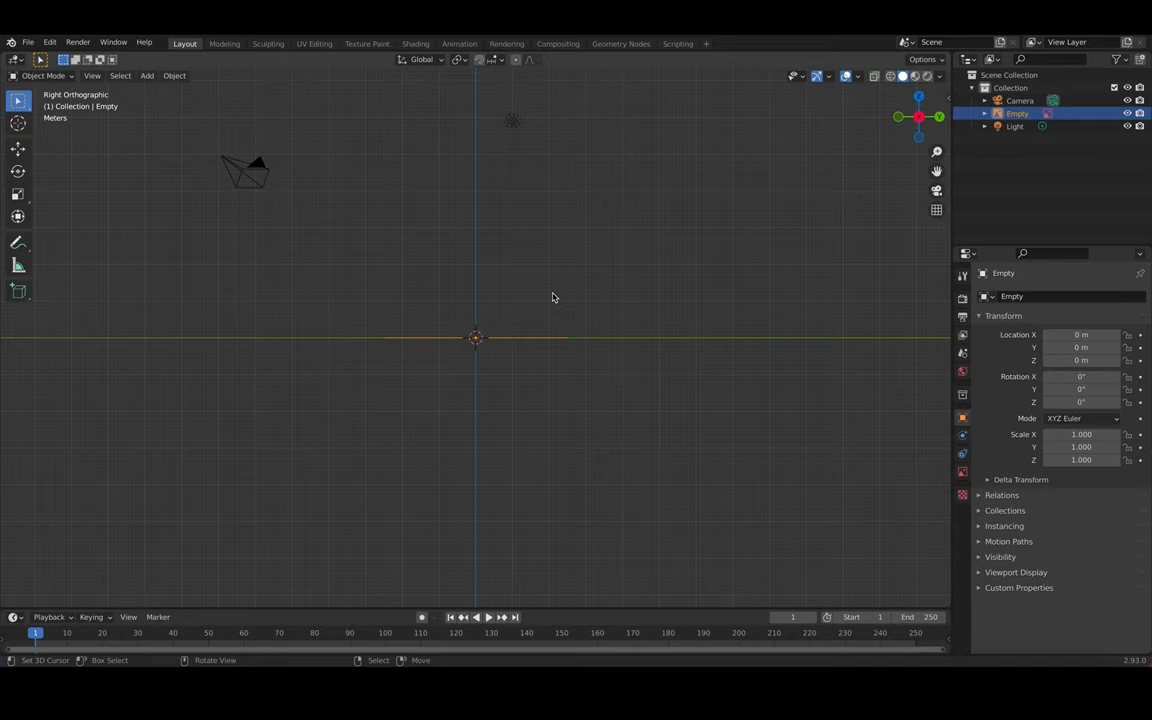 File Edit Render Window Help Layout Modeling Sculpting UV Editing Texture Paint Shading Animation Rendering Compositing Geometry Nodes Scripting + Scene View Layer
Global Options
Object Mode View Select Add Object
Right Orthographic
(1) Collection | Empty
Meters
Z
Y
X
Scene Collection
Collection
Camera
Empty
Light
Empty
Empty
Transform
Location X 0 m
Y 0 m
Z 0 m
Rotation X 0°
Y 0°
Z 0°
Mode XYZ Euler
Scale X 1.000
Y 1.000
Z 1.000
Delta Transform
Relations
Collections
Instancing
Motion Paths
Visibility
Viewport Display
Custom Properties
Playback Keying View Marker 1 Start 1 End 250
1 10 20 30 40 50 60 70 80 90 100 110 120 130 140 150 160 170 180 190 200 210 220 230 240 250
Set 3D Cursor Box Select Rotate View Select Move 2.93.0